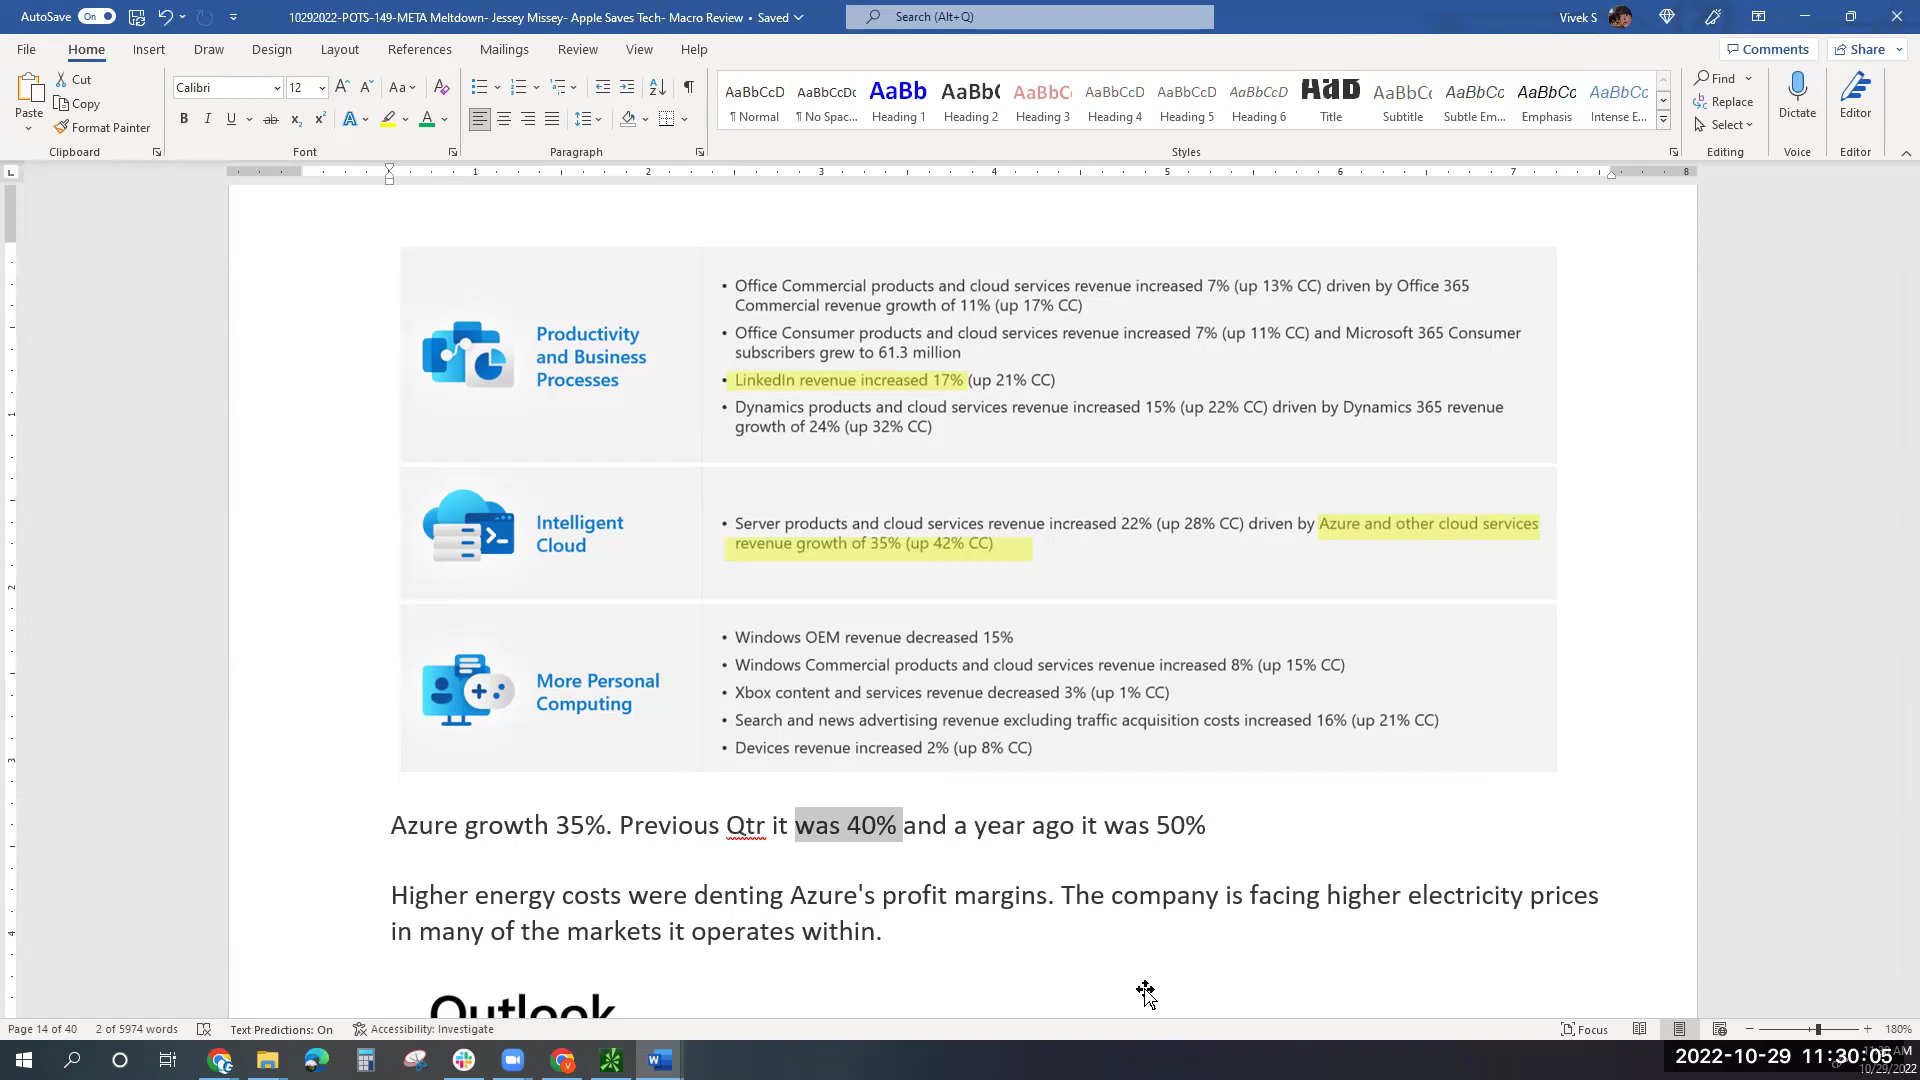 AutoSave On 10292022-POTS-149-META Meltdown- Jessey Missey- Apple Saves Tech- Macro Review • Saved Search (Alt+Q) Vivek S
File Home Insert Draw Design Layout References Mailings Review View Help Comments Share
Paste Cut Copy Format Painter
Clipboard
Calibri 12
Font
Paragraph
AaBbCcD AaBbCcDc AaBb AaBb( AaBbCc. AaBbCcD AaBbCcD AaBbCcD AaB AaBbCc AaBbCc AaBbCc AaBbCc
¶ Normal ¶ No Spac... Heading 1 Heading 2 Heading 3 Heading 4 Heading 5 Heading 6 Title Subtitle Subtle Em... Emphasis Intense E...
Styles
Find
Replace
Select
Editing
Dictate
Voice
Editor
Editor
1 2 3 4 5 6 7 8
Productivity
and Business
Processes
• Office Commercial products and cloud services revenue increased 7% (up 13% CC) driven by Office 365
Commercial revenue growth of 11% (up 17% CC)
• Office Consumer products and cloud services revenue increased 7% (up 11% CC) and Microsoft 365 Consumer
subscribers grew to 61.3 million
• LinkedIn revenue increased 17% (up 21% CC)
• Dynamics products and cloud services revenue increased 15% (up 22% CC) driven by Dynamics 365 revenue
growth of 24% (up 32% CC)
Intelligent
Cloud
• Server products and cloud services revenue increased 22% (up 28% CC) driven by Azure and other cloud services
revenue growth of 35% (up 42% CC)
More Personal
Computing
• Windows OEM revenue decreased 15%
• Windows Commercial products and cloud services revenue increased 8% (up 15% CC)
• Xbox content and services revenue decreased 3% (up 1% CC)
• Search and news advertising revenue excluding traffic acquisition costs increased 16% (up 21% CC)
• Devices revenue increased 2% (up 8% CC)
Azure growth 35%. Previous Qtr it was 40% and a year ago it was 50%
Higher energy costs were denting Azure's profit margins. The company is facing higher electricity prices
in many of the markets it operates within.
Outlook
Page 14 of 40 2 of 5974 words Text Predictions: On Accessibility: Investigate Focus 180%
2022-10-29 11:30:05
10/29/2022